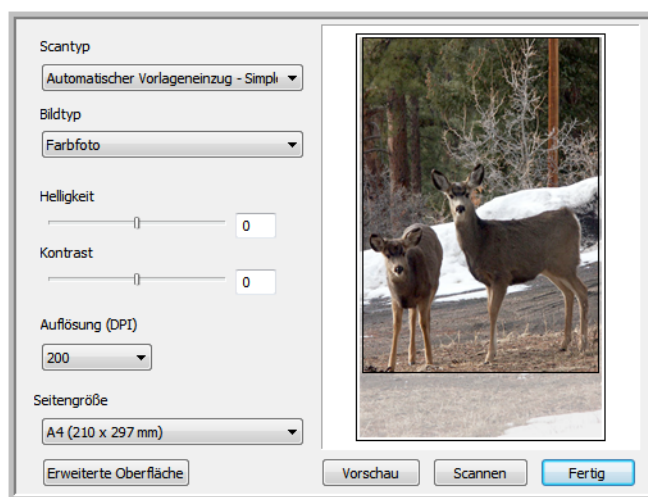 Scantyp
Automatischer Vorlageneinzug - Simple
Bildtyp
Farbfoto
Helligkeit
0
Kontrast
0
Auflösung (DPI)
200
Seitengröße
A4 (210 x 297 mm)
Erweiterte Oberfläche
Vorschau
Scannen
Fertig